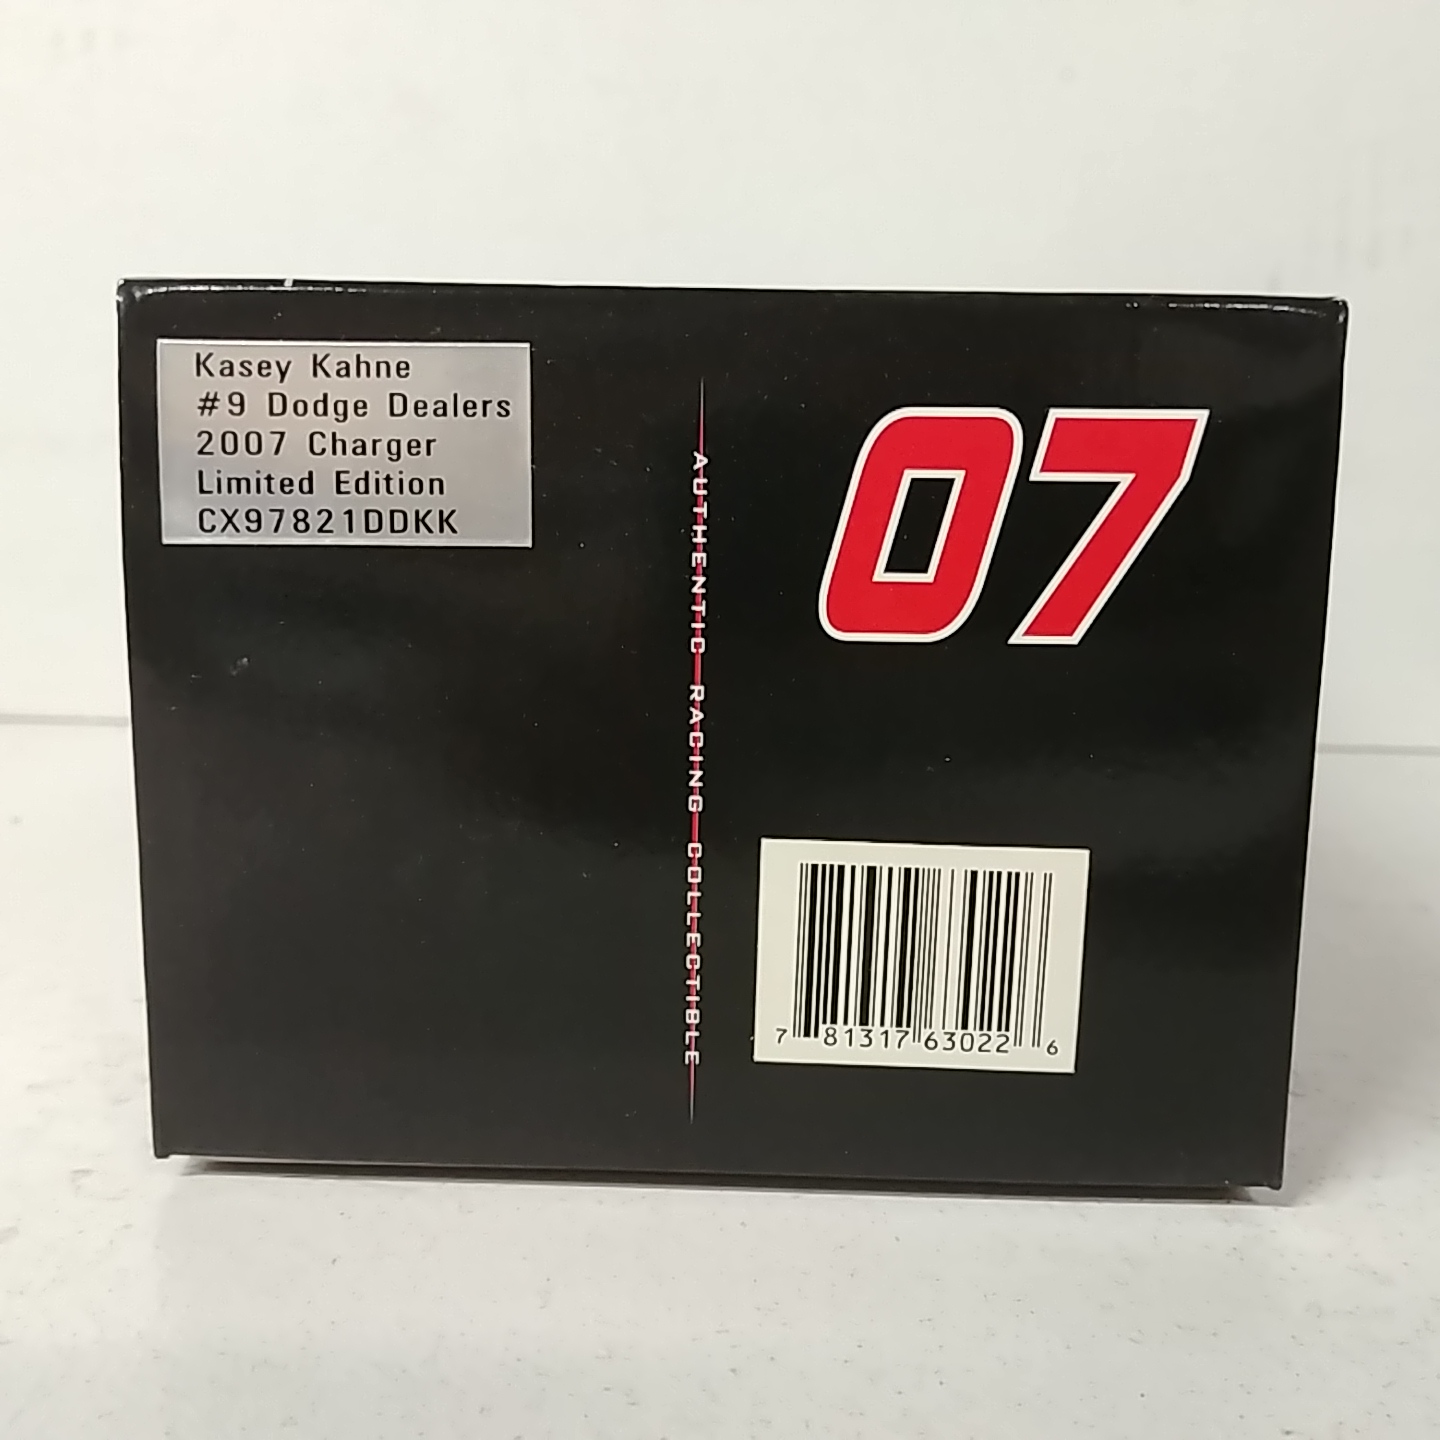 Kasey Kahne
#9 Dodge Dealers
2007 Charger
Limited Edition
CX97821DDKK
AUTHENTIC RACING COLLECTIBLE
07
7 81317 63022 6